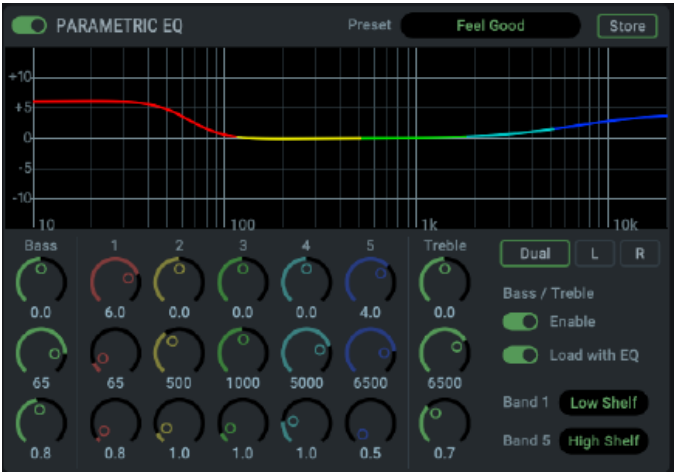 PARAMETRIC EQ Preset Feel Good Store
+10
+5
0
-5
-10
10 100 1k 10k
Bass 1 2 3 4 5 Treble Dual L R
0.0 6.0 0.0 0.0 0.0 4.0 0.0
Bass / Treble
Enable
Load with EQ
65 65 500 1000 5000 6500 6500
Band 1 Low Shelf
Band 5 High Shelf
0.8 0.8 1.0 1.0 1.0 0.5 0.7